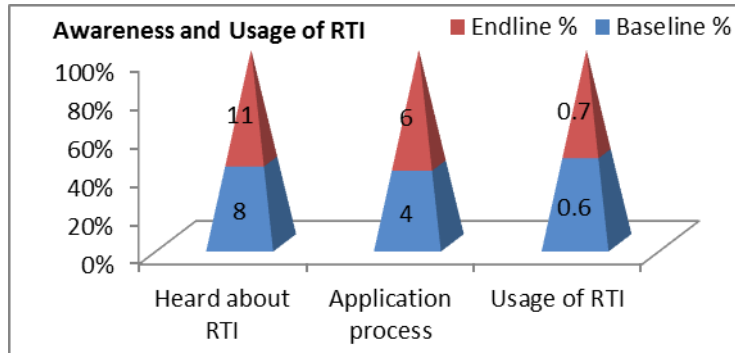 Awareness and Usage of RTI
Endline % Baseline %
100%
80%
60%
40%
20%
0%
11
6
0.7
8
4
0.6
Heard about
RTI
Application
process
Usage of RTI